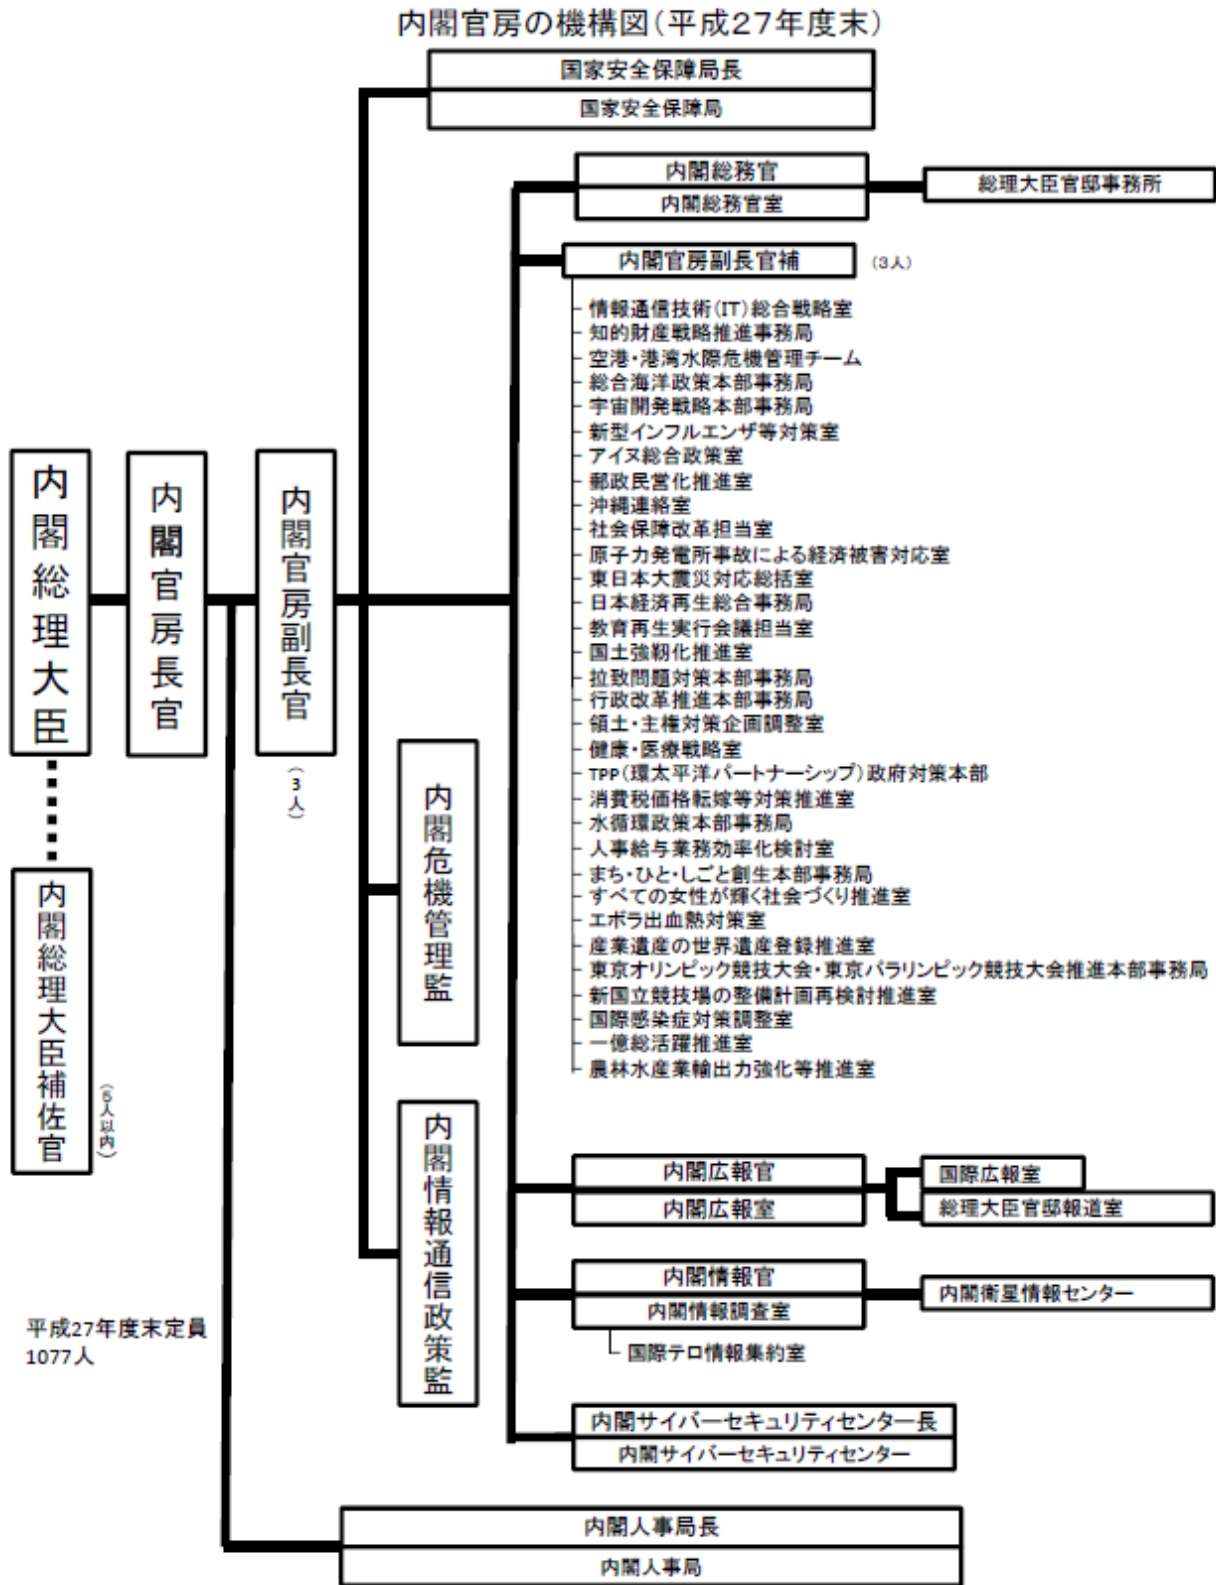 内閣官房の機構図(平成27年度末)
国家安全保障局長
国家安全保障局
内閣総務官
内閣総務官室
総理大臣官邸事務所
内閣官房副長官補
(3人)
情報通信技術(IT)総合戦略室
知的財産戦略推進事務局
空港・港湾水際危機管理チーム
総合海洋政策本部事務局
宇宙開発戦略本部事務局
新型インフルエンザ等対策室
アイヌ総合政策室
郵政民営化推進室
沖縄連絡室
社会保障改革担当室
原子力発電所事故による経済被害対応室
東日本大震災対応総括室
日本経済再生総合事務局
教育再生実行会議担当室
国土強靭化推進室
拉致問題対策本部事務局
行政改革推進本部事務局
領土・主権対策企画調整室
健康・医療戦略室
TPP(環太平洋パートナーシップ)政府対策本部
消費税価格転嫁等対策推進室
水循環政策本部事務局
人事給与業務効率化検討室
まち・ひと・しごと創生本部事務局
すべての女性が輝く社会づくり推進室
エボラ出血熱対策室
産業遺産の世界遺産登録推進室
東京オリンピック競技大会・東京パラリンピック競技大会推進本部事務局
新国立競技場の整備計画再検討推進室
国際感染症対策調整室
一億総活躍推進室
農林水産業輸出力強化等推進室
内閣総理大臣
内閣官房長官
内閣官房副長官
(3人)
内閣総理大臣補佐官
(5人以内)
内閣危機管理監
内閣情報通信政策監
内閣広報官
内閣広報室
国際広報室
総理大臣官邸報道室
内閣情報官
内閣情報調査室
内閣衛星情報センター
国際テロ情報集約室
内閣サイバーセキュリティセンター長
内閣サイバーセキュリティセンター
平成27年度末定員
1077人
内閣人事局長
内閣人事局